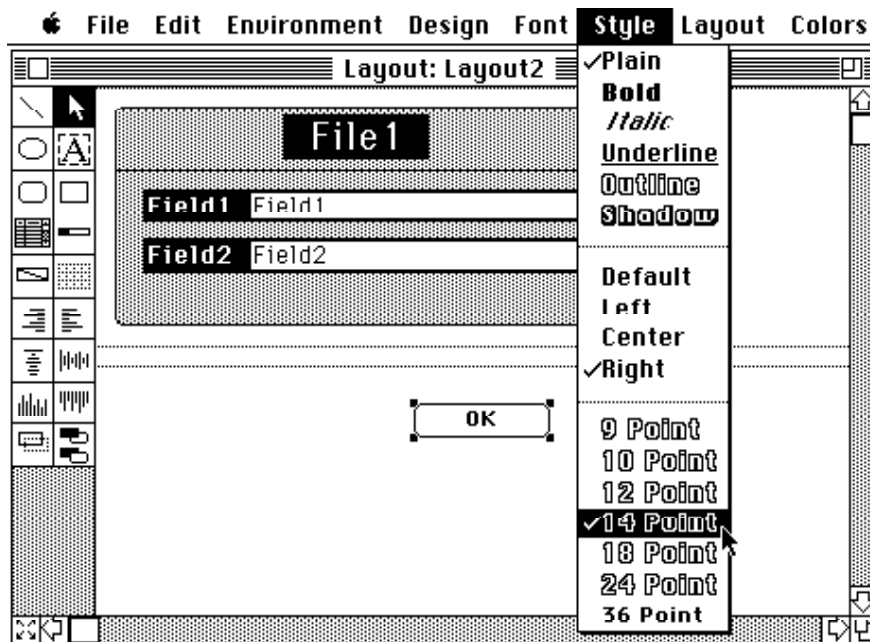 File Edit Environment Design Font Style Layout Colors
Layout: Layout2
A
File1
Field1 Field1
Field2 Field2
OK
Plain
Bold
Italic
Underline
Outline
Shadow
Default
Left
Center
Right
9 Point
10 Point
12 Point
14 Point
18 Point
24 Point
36 Point